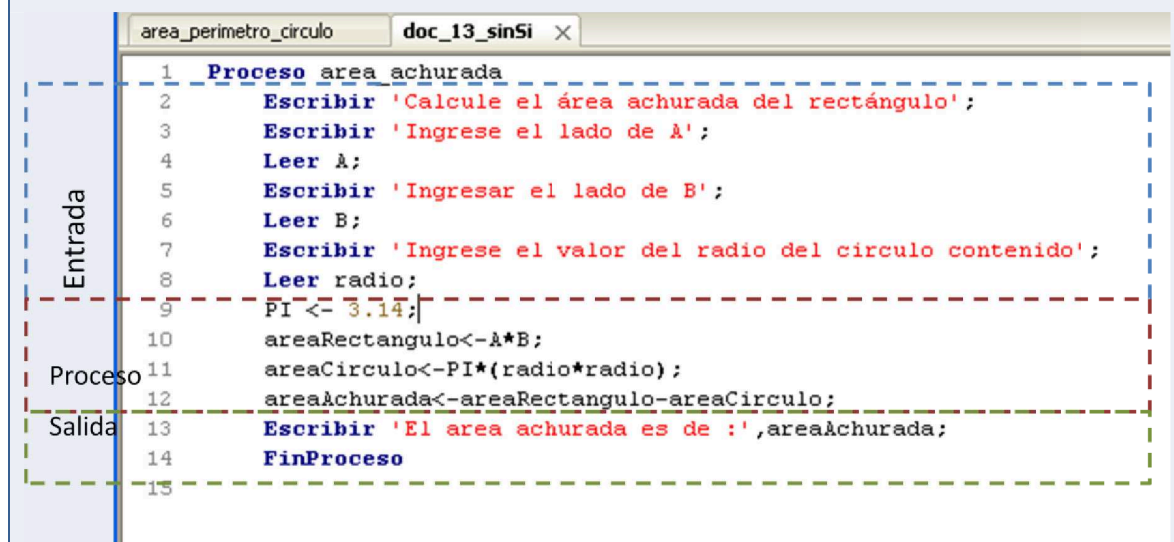 area_perimetro_circulo doc_13_sinSi ×
1 Proceso area_achurada
2 Escribir 'Calcule el área achurada del rectángulo';
3 Escribir 'Ingrese el lado de A';
4 Leer A;
5 Escribir 'Ingresar el lado de B';
6 Leer B;
7 Escribir 'Ingrese el valor del radio del circulo contenido';
8 Leer radio;
9 PI <- 3.14;
10 areaRectangulo<-A*B;
11 areaCirculo<-PI*(radio*radio);
12 areaAchurada<-areaRectangulo-areaCirculo;
13 Escribir 'El area achurada es de :',areaAchurada;
14 FinProceso
15
Entrada
Proceso
Salida